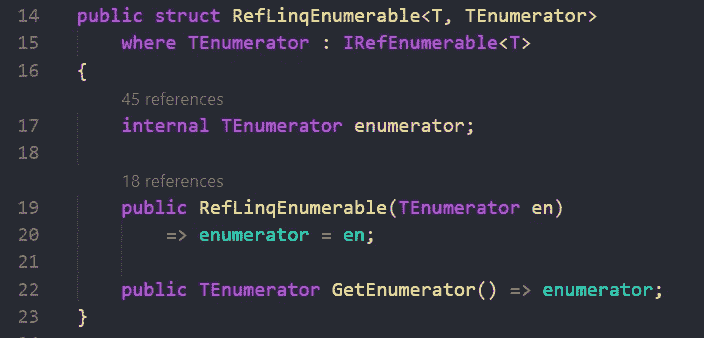 14 public struct RefLinqEnumerable<T, TEnumerator>
15 where TEnumerator : IRefEnumerable<T>
16 {
45 references
17 internal TEnumerator enumerator;
18
18 references
19 public RefLinqEnumerable(TEnumerator en)
20 => enumerator = en;
21
22 public TEnumerator GetEnumerator() => enumerator;
23 }